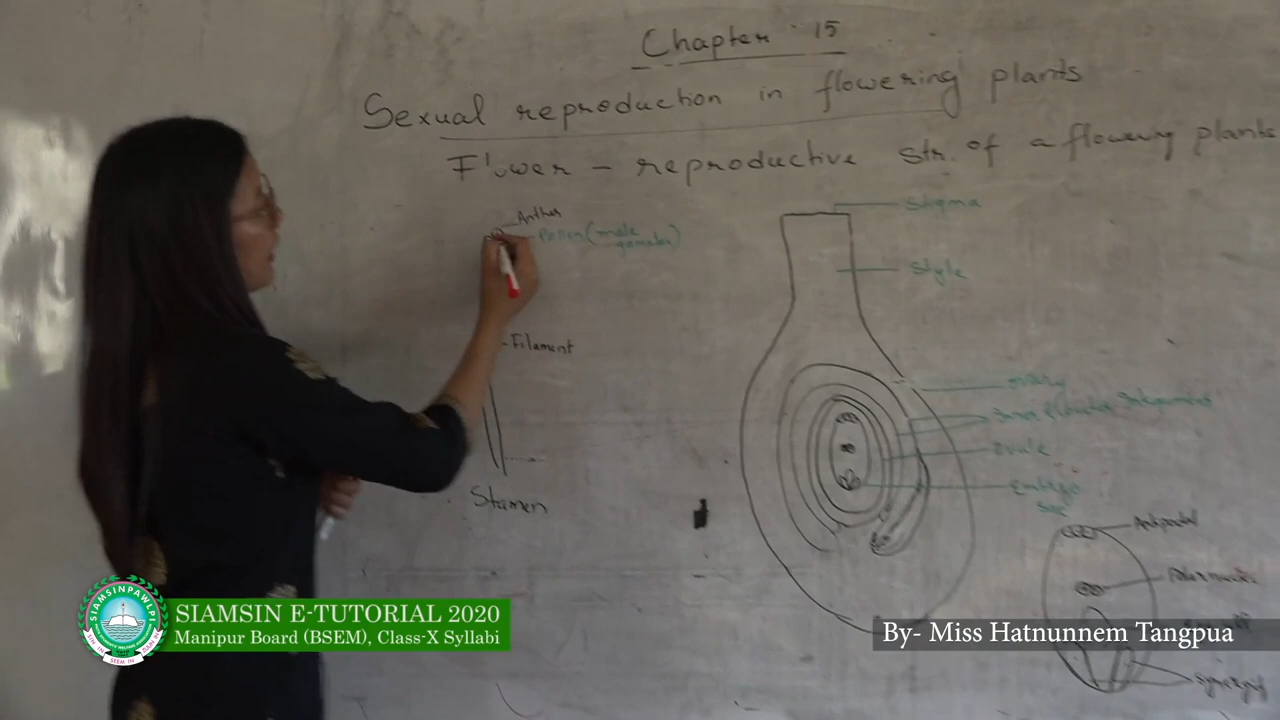 Chapter 15
Sexual reproduction in flowering plants
Flower - reproductive str. of a flowering plants
Anther
Pollen (male
gametes)
Filament
Stamen
Stigma
Style
ovary
Inner & outer Integument
Ovule
Embryo
Sac
Antipodal
Polar nuclei
Synergid
SIAMSINPAWLPI
SIAMSIN E-TUTORIAL 2020
Manipur Board (BSEM), Class-X Syllabi
By- Miss Hatnunnem Tangpua